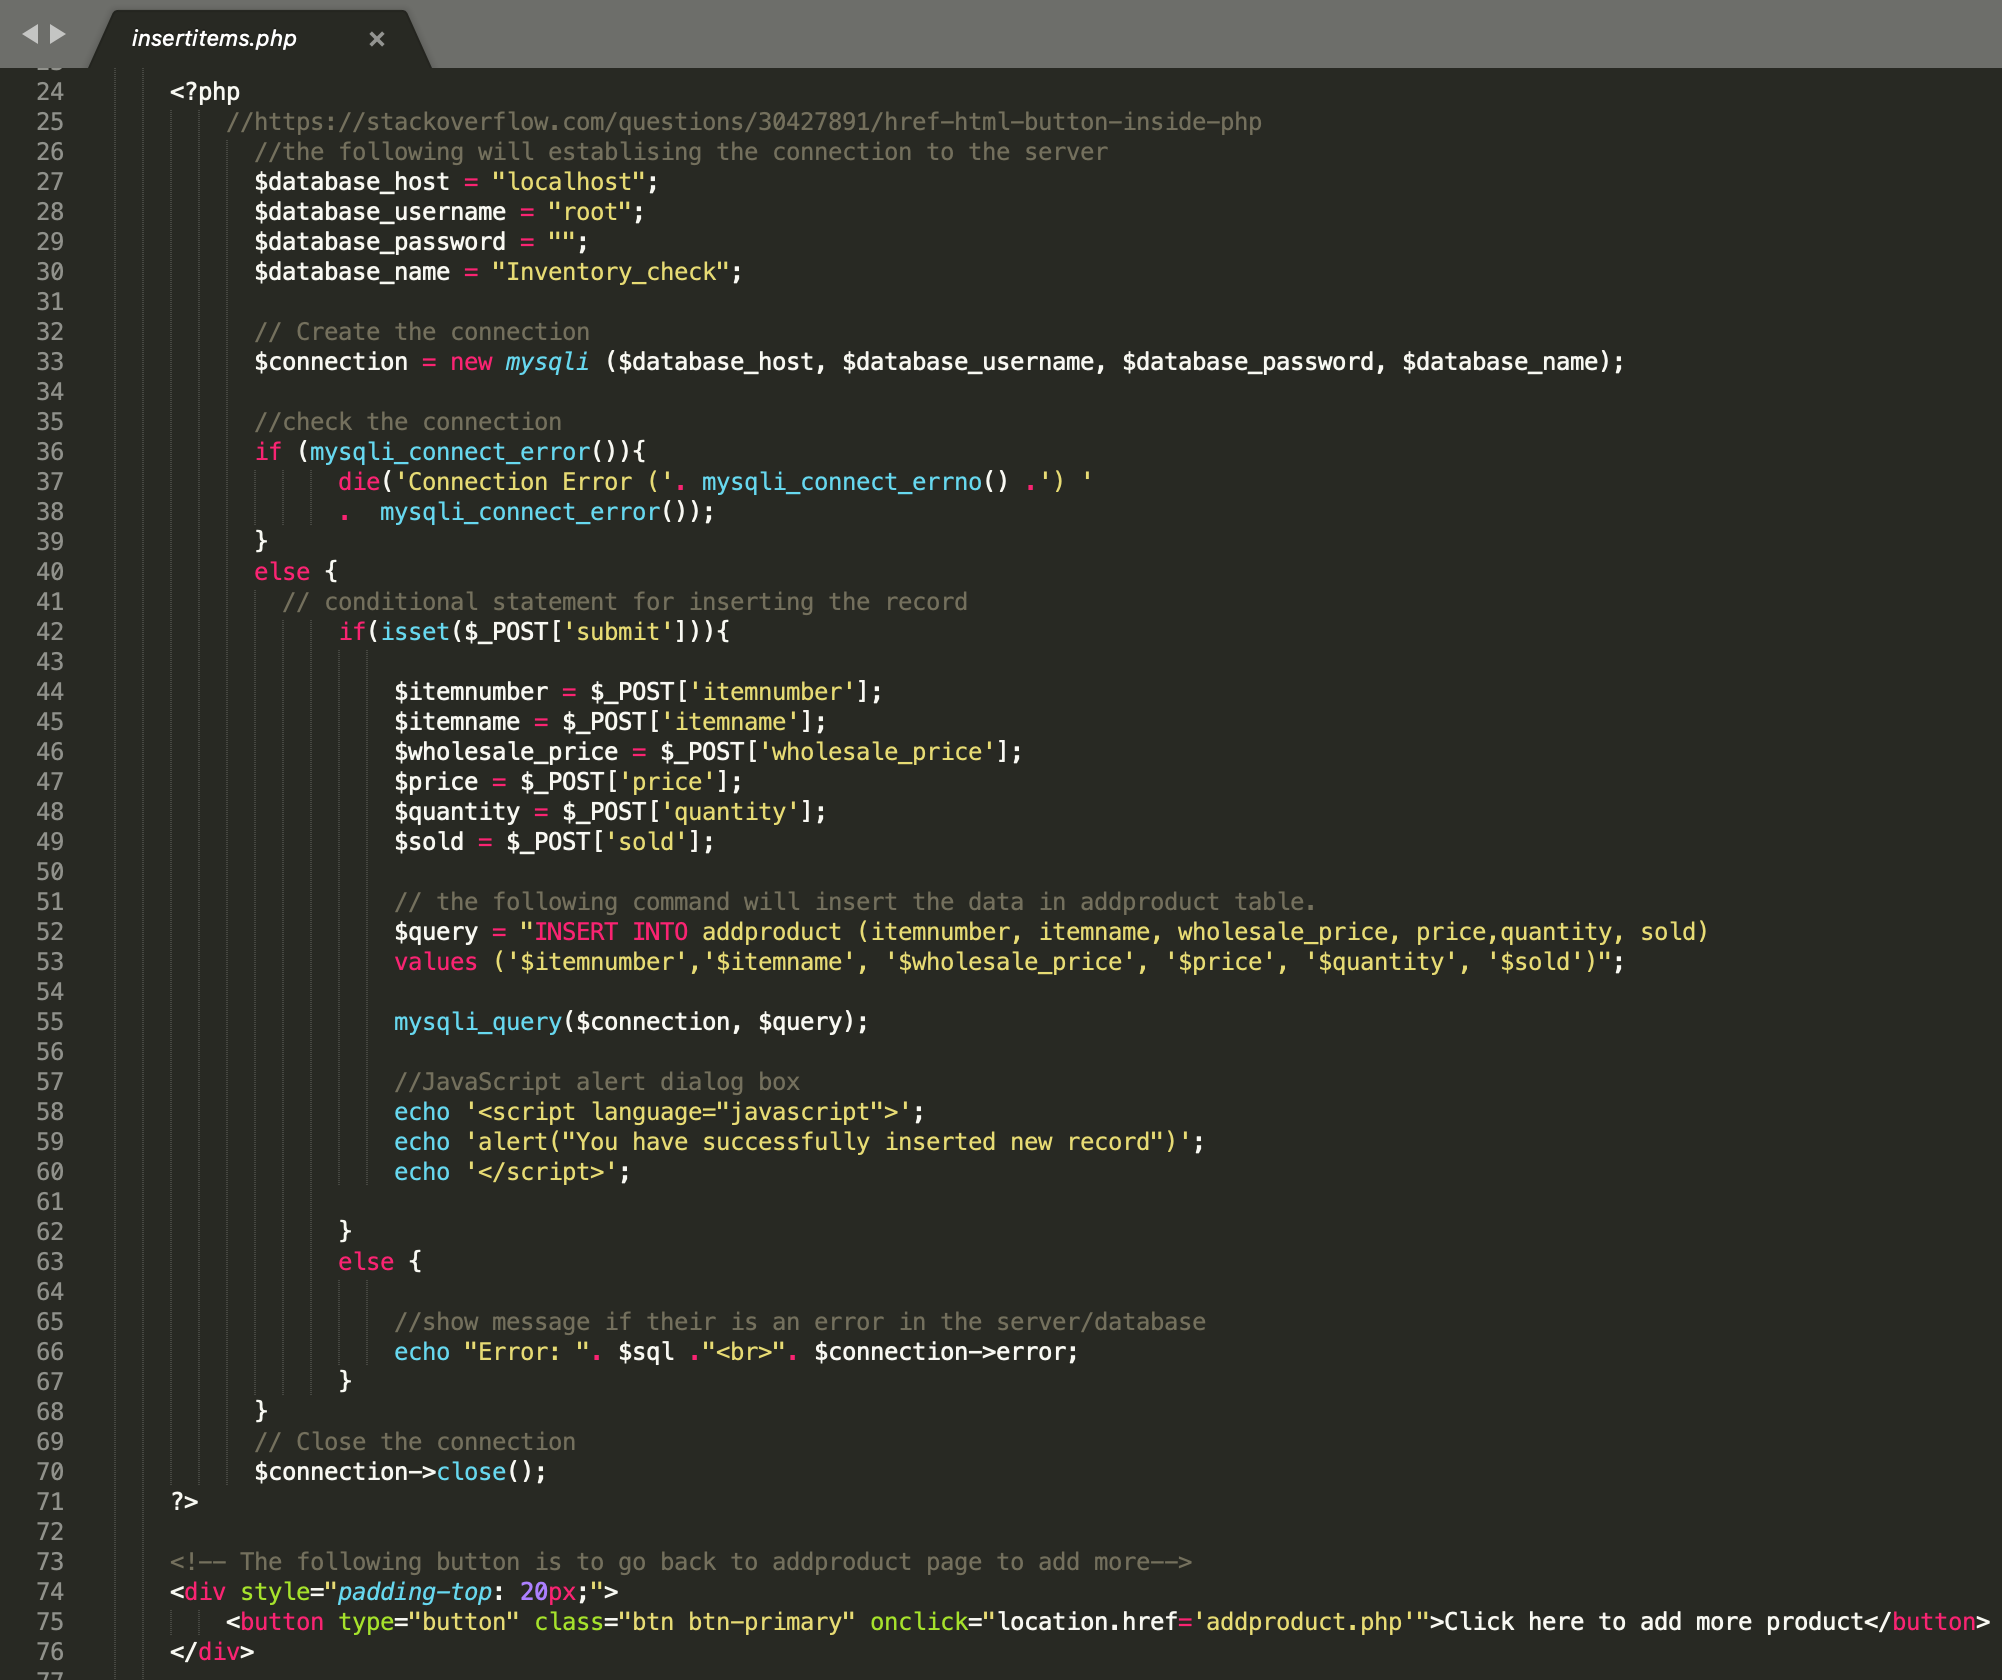 insertitems.php ×
24 <?php
25 //https://stackoverflow.com/questions/30427891/href-html-button-inside-php
26 //the following will establising the connection to the server
27 $database_host = "localhost";
28 $database_username = "root";
29 $database_password = "";
30 $database_name = "Inventory_check";
31
32 // Create the connection
33 $connection = new mysqli ($database_host, $database_username, $database_password, $database_name);
34
35 //check the connection
36 if (mysqli_connect_error()){
37 die('Connection Error ('. mysqli_connect_errno() .') '
38 . mysqli_connect_error());
39 }
40 else {
41 // conditional statement for inserting the record
42 if(isset($_POST['submit'])){
43
44 $itemnumber = $_POST['itemnumber'];
45 $itemname = $_POST['itemname'];
46 $wholesale_price = $_POST['wholesale_price'];
47 $price = $_POST['price'];
48 $quantity = $_POST['quantity'];
49 $sold = $_POST['sold'];
50
51 // the following command will insert the data in addproduct table.
52 $query = "INSERT INTO addproduct (itemnumber, itemname, wholesale_price, price,quantity, sold)
53 values ('$itemnumber','$itemname', '$wholesale_price', '$price', '$quantity', '$sold')";
54
55 mysqli_query($connection, $query);
56
57 //JavaScript alert dialog box
58 echo '<script language="javascript">';
59 echo 'alert("You have successfully inserted new record")';
60 echo '</script>';
61
62 }
63 else {
64
65 //show message if their is an error in the server/database
66 echo "Error: ". $sql ."<br>". $connection->error;
67 }
68 }
69 // Close the connection
70 $connection->close();
71 ?>
72
73 <!-- The following button is to go back to addproduct page to add more-->
74 <div style="padding-top: 20px;">
75 <button type="button" class="btn btn-primary" onclick="location.href='addproduct.php'">Click here to add more product</button>
76 </div>
77